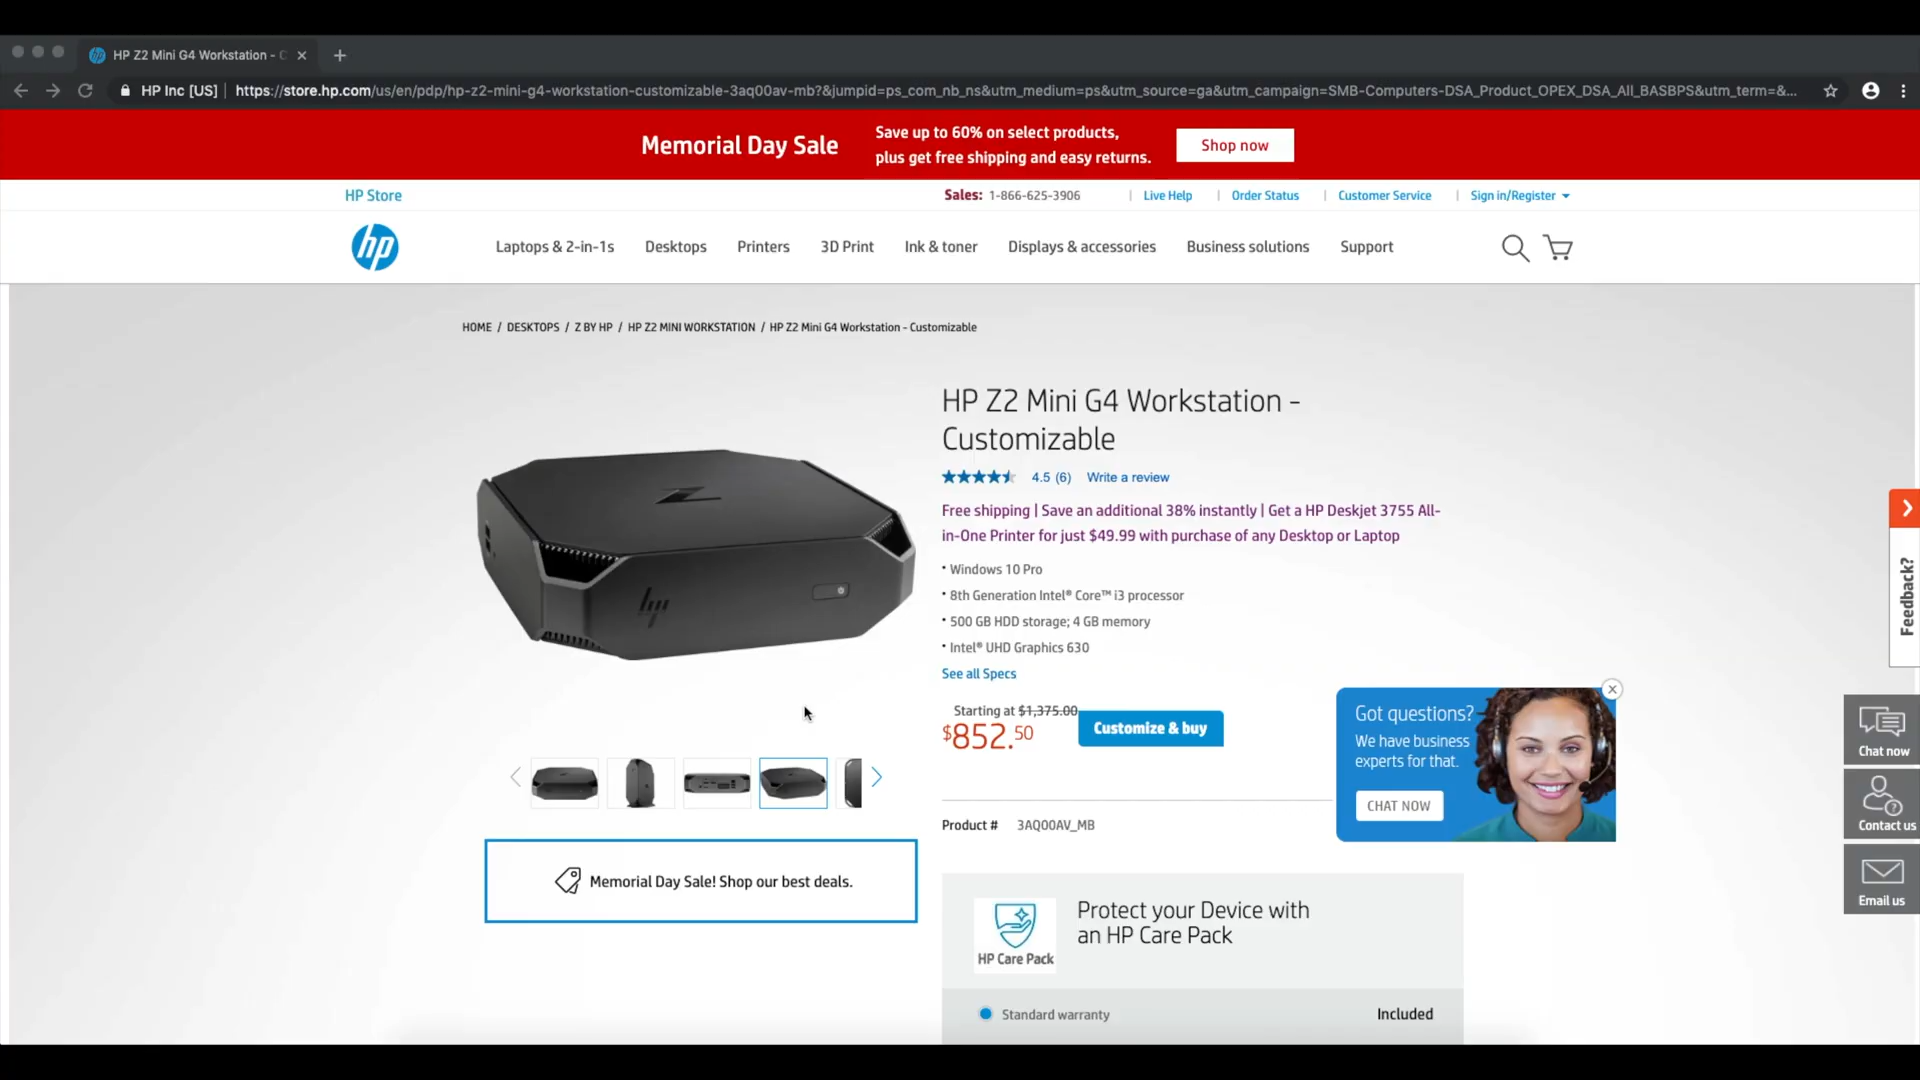 HP Z2 Mini G4 Workstation - C
HP Inc [US] | https://store.hp.com/us/en/pdp/hp-z2-mini-g4-workstation-customizable-3aq00av-mb?&jumpid=ps_com_nb_ns&utm_medium=ps&utm_source=ga&utm_campaign=SMB-Computers-DSA_Product_OPEX_DSA_All_BASBPS&utm_term=&...
Memorial Day Sale
Save up to 60% on select products,
plus get free shipping and easy returns.
Shop now
HP Store
Sales: 1-866-625-3906 | Live Help | Order Status | Customer Service | Sign in/Register
hp
Laptops & 2-in-1s Desktops Printers 3D Print Ink & toner Displays & accessories Business solutions Support
HOME / DESKTOPS / Z BY HP / HP Z2 MINI WORKSTATION / HP Z2 Mini G4 Workstation - Customizable
HP Z2 Mini G4 Workstation -
Customizable
4.5 (6) Write a review
Free shipping | Save an additional 38% instantly | Get a HP Deskjet 3755 All-
in-One Printer for just $49.99 with purchase of any Desktop or Laptop
• Windows 10 Pro
• 8th Generation Intel® Core™ i3 processor
• 500 GB HDD storage; 4 GB memory
• Intel® UHD Graphics 630
See all Specs
Starting at $1,375.00
$852.50
Customize & buy
Product # 3AQ00AV_MB
Memorial Day Sale! Shop our best deals.
Protect your Device with
an HP Care Pack
HP Care Pack
Standard warranty Included
Got questions?
We have business
experts for that.
CHAT NOW
Feedback?
Chat now
Contact us
Email us